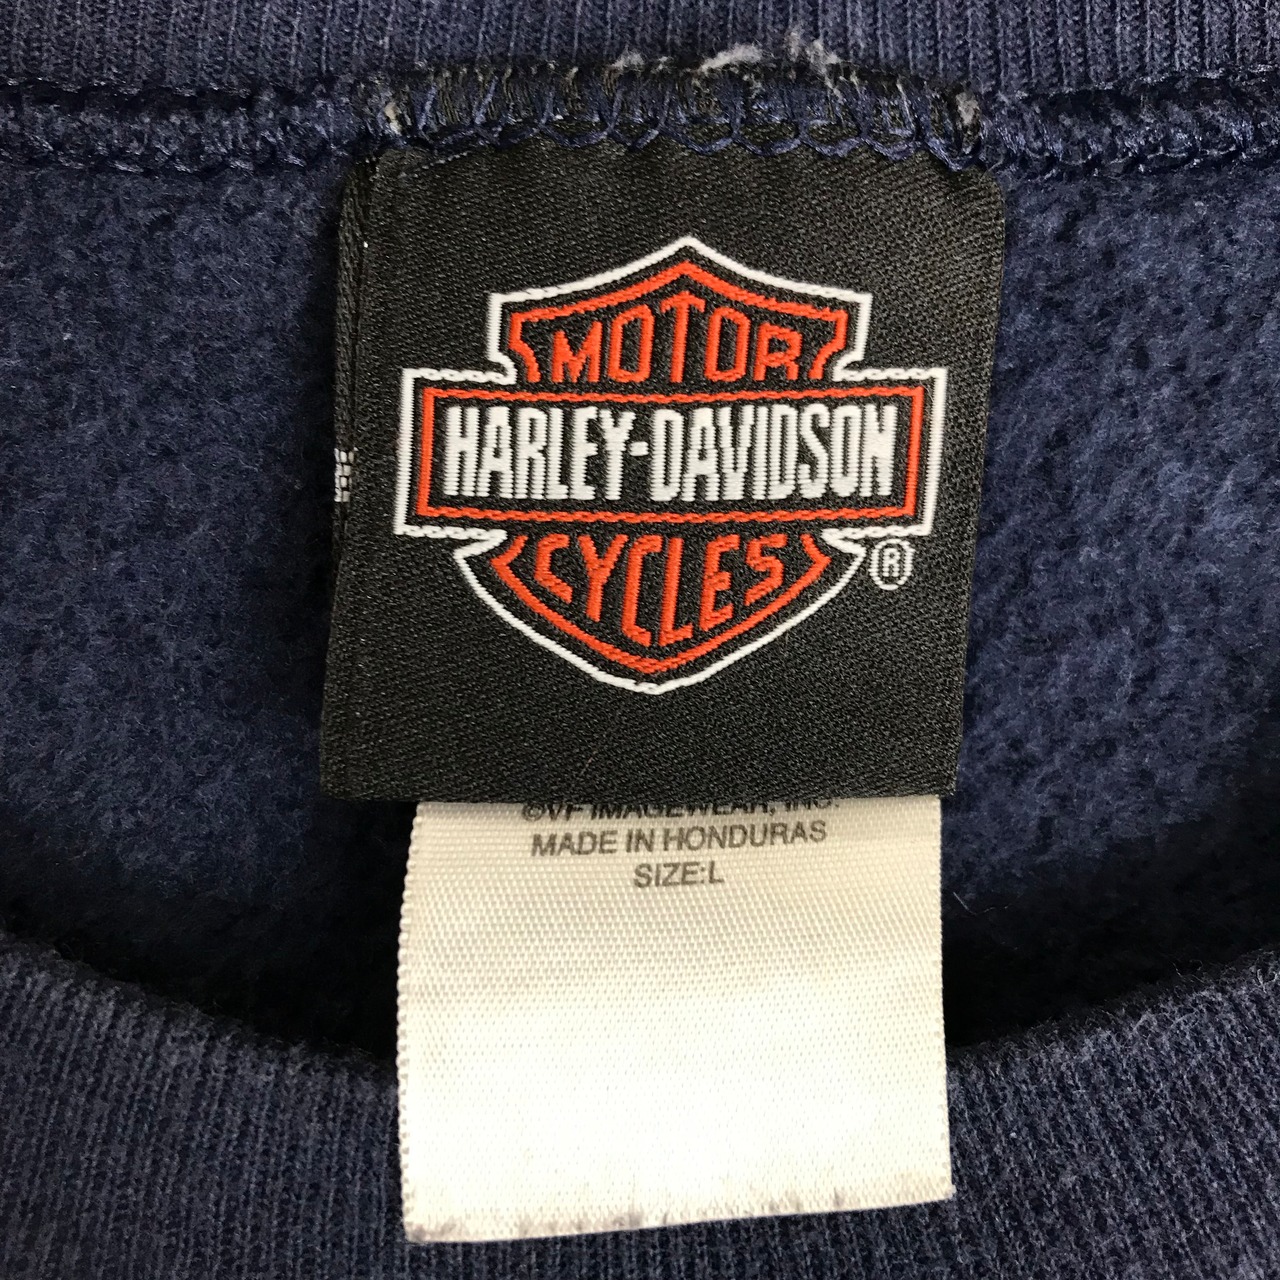 MOTOR
HARLEY-DAVIDSON
CYCLES
®
©VF IMAGEWEAR, INC.
MADE IN HONDURAS
SIZE:L